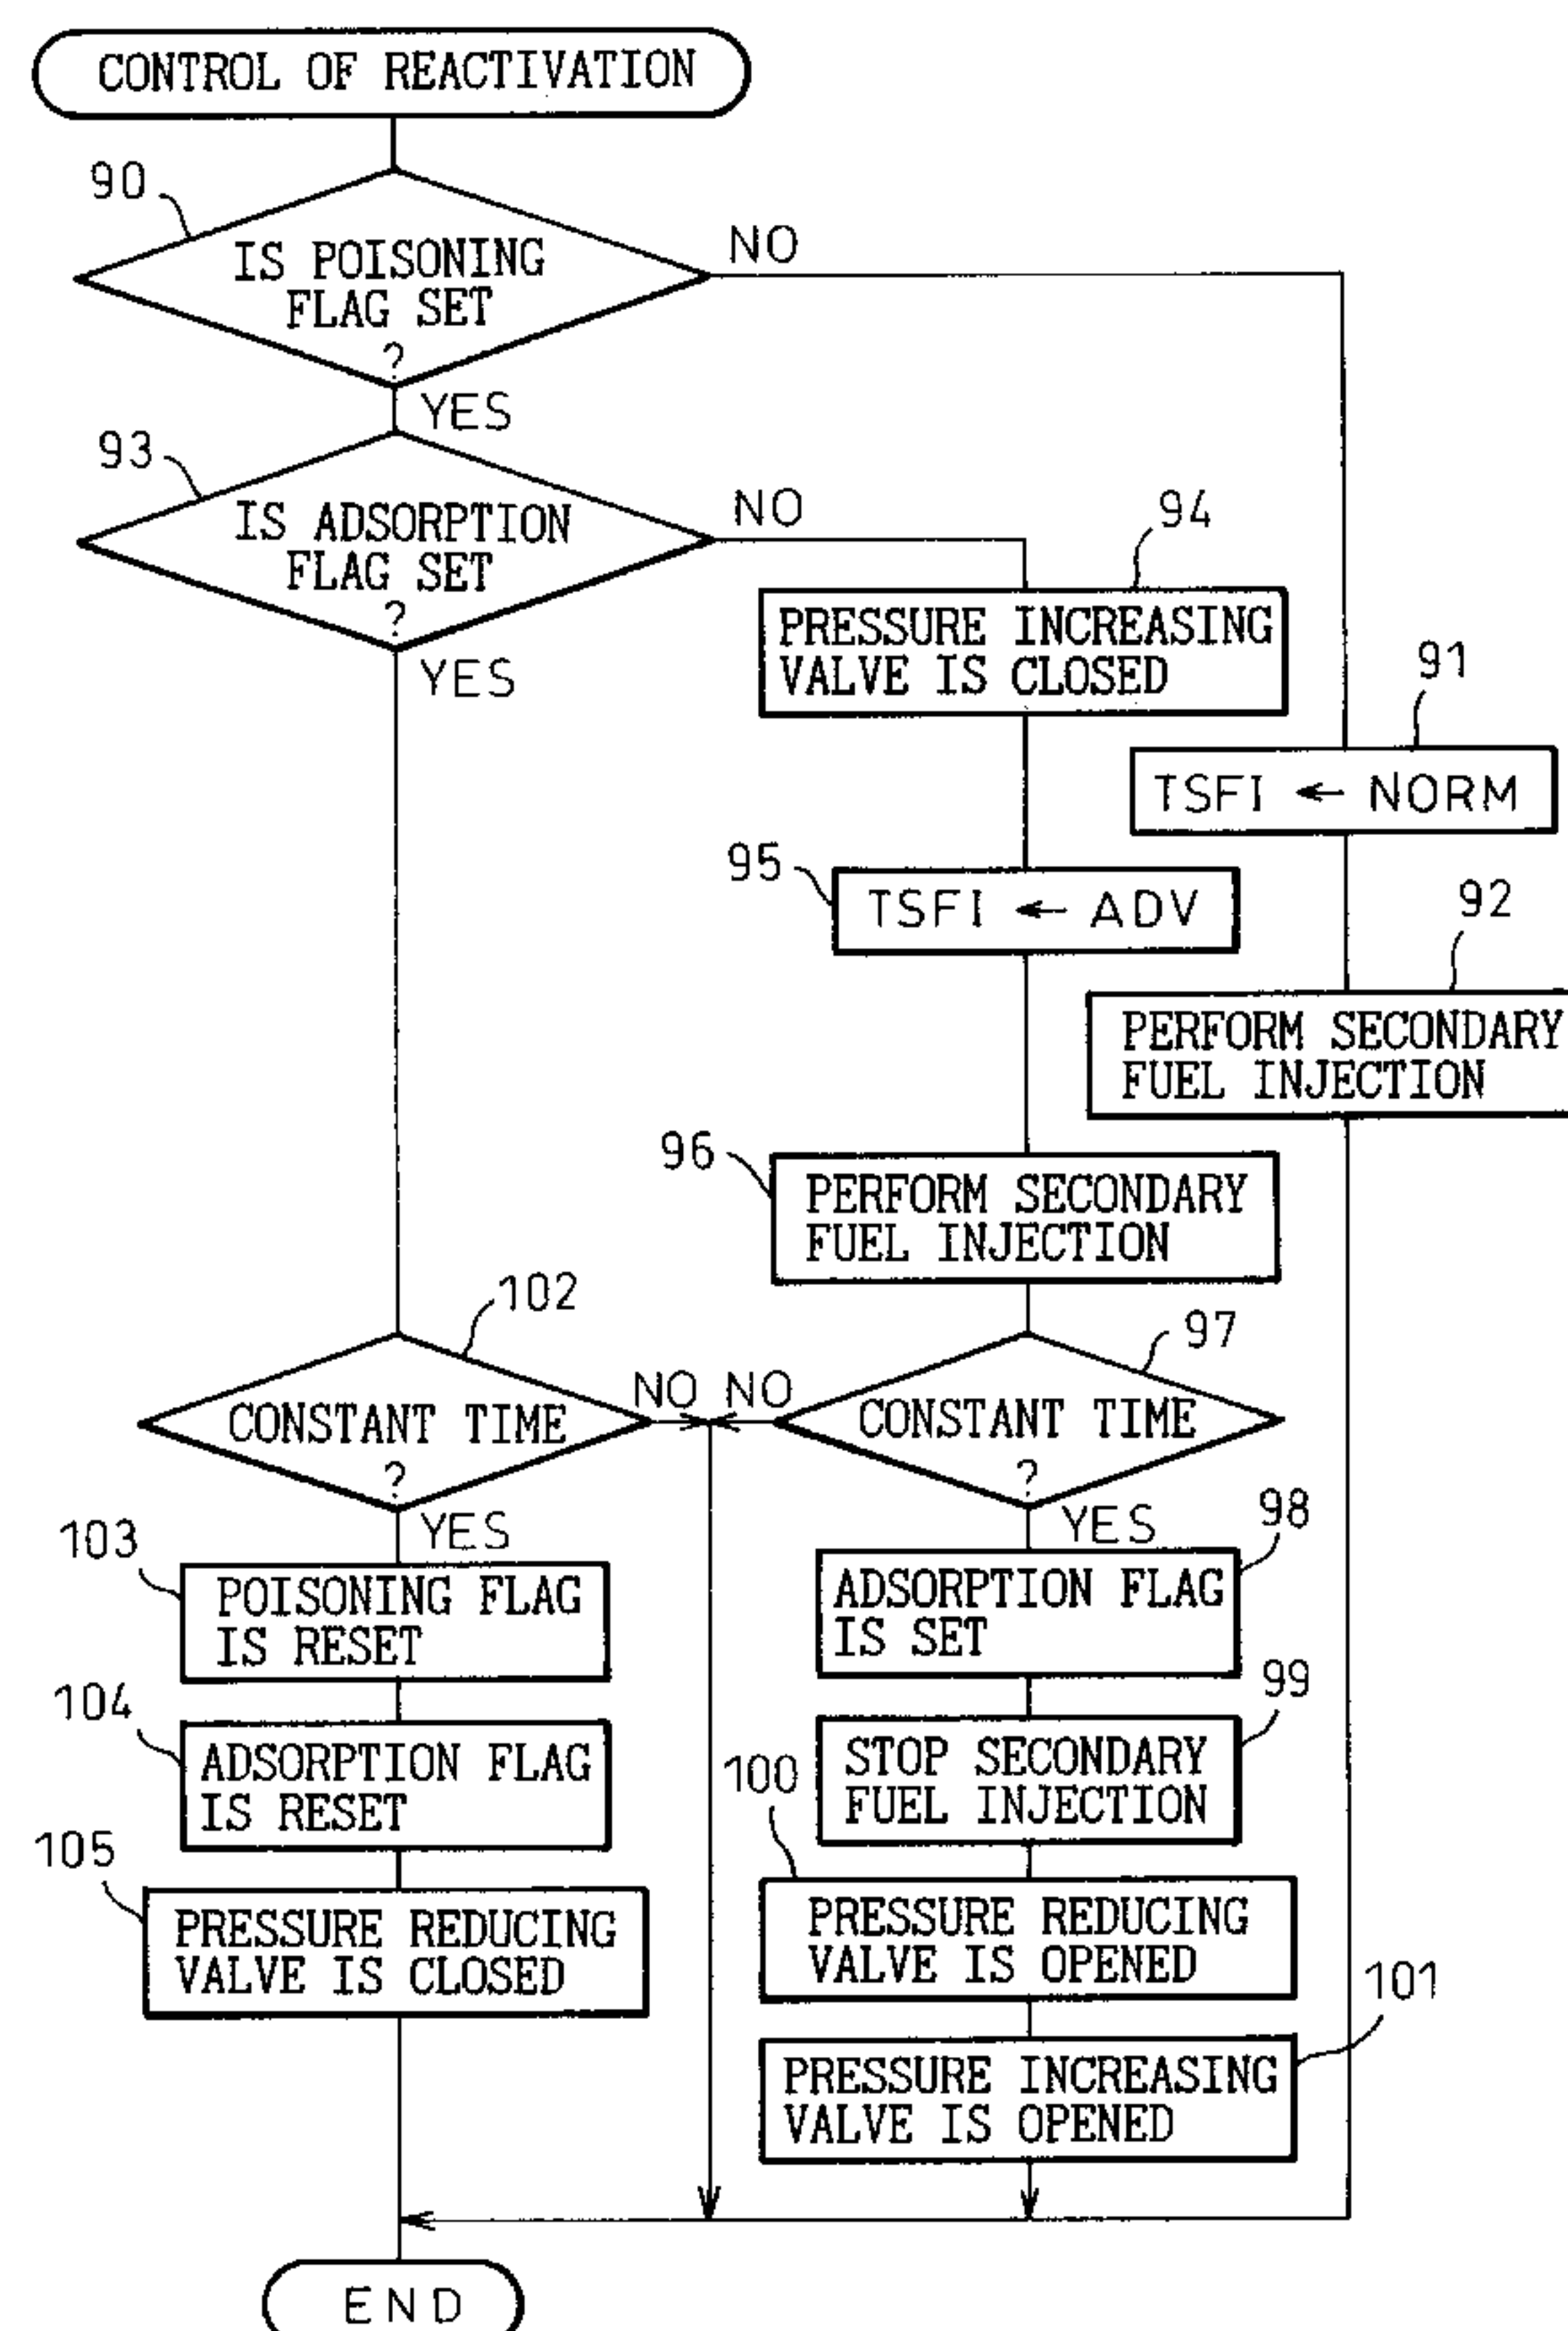 CONTROL OF REACTIVATION
90
IS POISONING
FLAG SET
?
NO
YES
93
IS ADSORPTION
FLAG SET
?
NO
YES
94
PRESSURE INCREASING
VALVE IS CLOSED
91
TSFI ← NORM
95
TSFI ← ADV
92
PERFORM SECONDARY
FUEL INJECTION
96
PERFORM SECONDARY
FUEL INJECTION
102
CONSTANT TIME
?
NO
YES
97
NO
CONSTANT TIME
?
YES
103
POISONING FLAG
IS RESET
98
ADSORPTION FLAG
IS SET
104
ADSORPTION FLAG
IS RESET
99
STOP SECONDARY
FUEL INJECTION
105
PRESSURE REDUCING
VALVE IS CLOSED
100
PRESSURE REDUCING
VALVE IS OPENED
101
PRESSURE INCREASING
VALVE IS OPENED
END